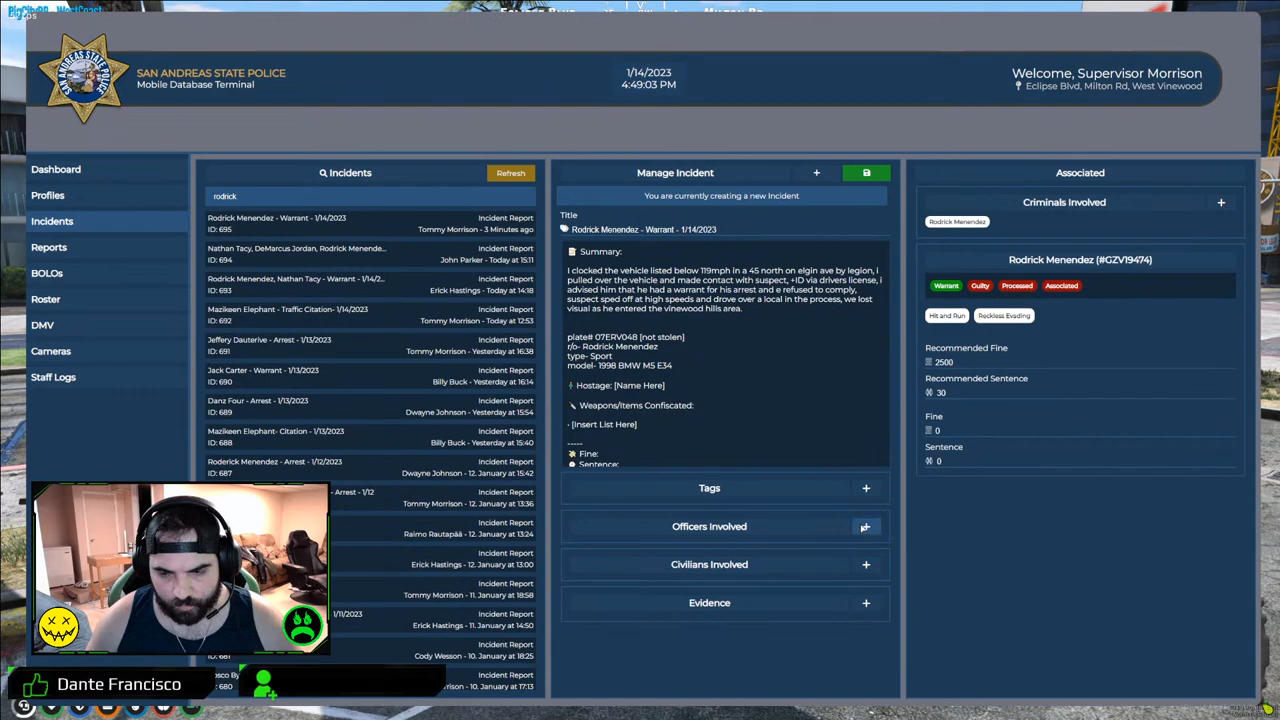 BigCityRP WestCoast
SAN ANDREAS STATE POLICE
Mobile Database Terminal
1/14/2023
4:49:03 PM
Welcome, Supervisor Morrison
Eclipse Blvd, Milton Rd, West Vinewood
Dashboard
Profiles
Incidents
Reports
BOLOs
Roster
DMV
Cameras
Staff Logs
Incidents
Refresh
rodrick
Rodrick Menendez - Warrant - 1/14/2023 Incident Report
ID: 695 Tommy Morrison - 3 Minutes ago
Nathan Tacy, DeMarcus Jordan, Rodrick Menende... Incident Report
ID: 694 John Parker - Today at 15:11
Rodrick Menendez, Nathan Tacy - Warrant - 1/14/2... Incident Report
ID: 693 Erick Hastings - Today at 14:18
Mazikeen Elephant - Traffic Citation- 1/14/2023 Incident Report
ID: 692 Tommy Morrison - Today at 12:53
Jeffery Dauterive - Arrest - 1/13/2023 Incident Report
ID: 691 Tommy Morrison - Yesterday at 16:38
Jack Carter - Warrant - 1/13/2023 Incident Report
ID: 690 Billy Buck - Yesterday at 16:14
Danz Four - Arrest - 1/13/2023 Incident Report
ID: 689 Dwayne Johnson - Yesterday at 15:54
Mazikeen Elephant- Citation - 1/13/2023 Incident Report
ID: 688 Billy Buck - Yesterday at 15:40
Roderick Menendez - Arrest - 1/12/2023 Incident Report
ID: 687 Dwayne Johnson - 12. January at 15:42
Arrest - 1/12 Incident Report
Tommy Morrison - 12. January at 13:36
Incident Report
Raimo Rautapää - 12. January at 13:24
Incident Report
Erick Hastings - 12. January at 13:00
Incident Report
Tommy Morrison - 11. January at 18:58
1/11/2023 Incident Report
Erick Hastings - 11. January at 14:50
Incident Report
Cody Wesson - 10. January at 18:25
Incident Report
ID: 680 10. January at 17:13
Manage Incident
You are currently creating a new Incident
Title
Rodrick Menendez - Warrant - 1/14/2023
Summary:
I clocked the vehicle listed below 119mph in a 45 north on elgin ave by legion, i
pulled over the vehicle and made contact with suspect, +ID via drivers license, i
advised him that he had a warrant for his arrest and e refused to comply,
suspect sped off at high speeds and drove over a local in the process, we lost
visual as he entered the vinewood hills area.
plate# 07ERV048 [not stolen]
r/o- Rodrick Menendez
type- Sport
model- 1998 BMW M5 E34
Hostage: [Name Here]
Weapons/Items Confiscated:
· [Insert List Here]
-----
Fine:
Sentence:
Tags
Officers Involved
Civilians Involved
Evidence
Associated
Criminals Involved
Rodrick Menendez
Rodrick Menendez (#GZV19474)
Warrant Guilty Processed Associated
Hit and Run Reckless Evading
Recommended Fine
2500
Recommended Sentence
30
Fine
0
Sentence
0
Dante Francisco